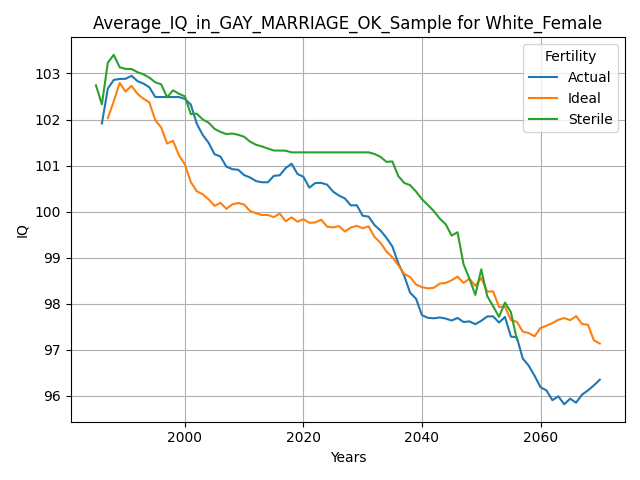 Average_IQ_in_GAY_MARRIAGE_OK_Sample for White_Female
Fertility
Actual
Ideal
Sterile
IQ
103
102
101
100
99
98
97
96
2000
2020
2040
2060
Years